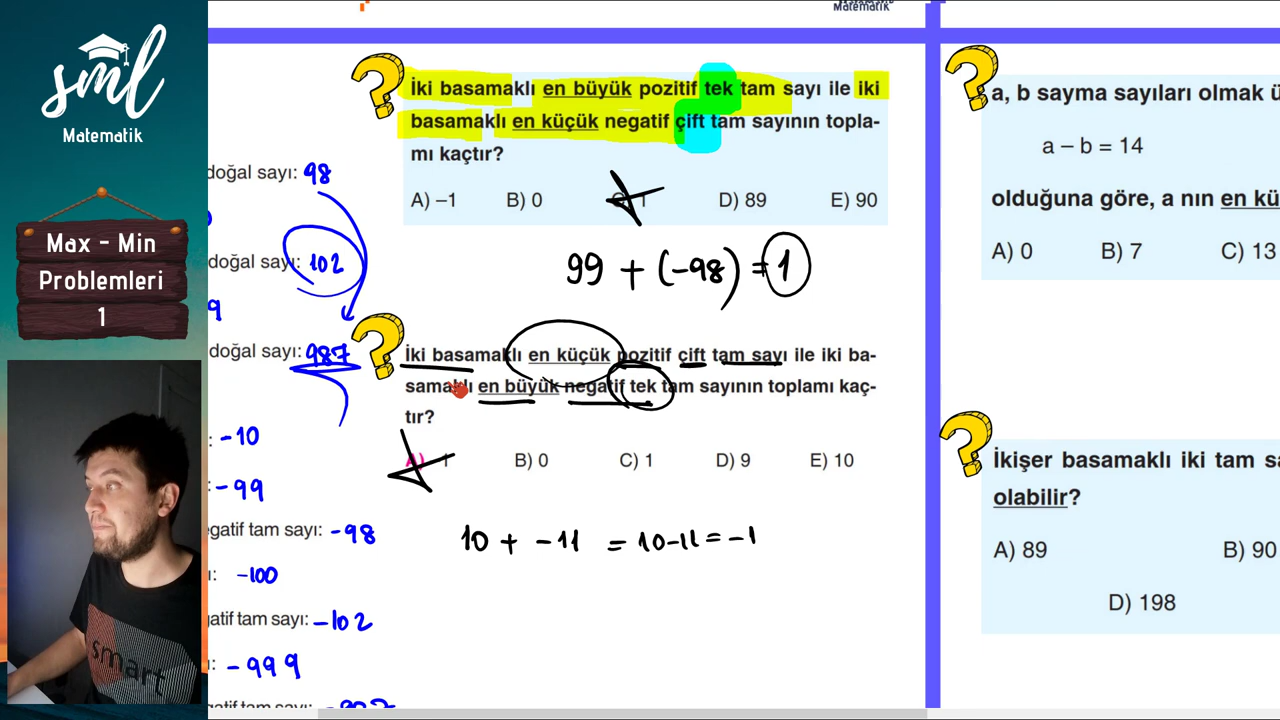 Matematik
sml
Matematik
Max - Min
Problemleri
1
doğal sayı: 98
doğal sayı: 102
9
doğal sayı: 987
: -10
: -99
egatif tam sayı: -98
ı: -100
gatif tam sayı: -102
ı: -999
smart
İki basamaklı en büyük pozitif tek tam sayı ile iki
basamaklı en küçük negatif çift tam sayının topla-
mı kaçtır?
A) –1 B) 0 C) 1 D) 89 E) 90
99 + (-98) = 1
İki basamaklı en küçük pozitif çift tam sayı ile iki ba-
samaklı en büyük negatif tek tam sayının toplamı kaç-
tır?
A) –1 B) 0 C) 1 D) 9 E) 10
10 + -11 = 10-11 = -1
a, b sayma sayıları olmak ü
a – b = 14
olduğuna göre, a nın en kü
A) 0 B) 7 C) 13
İkişer basamaklı iki tam sa
olabilir?
A) 89 B) 90
D) 198